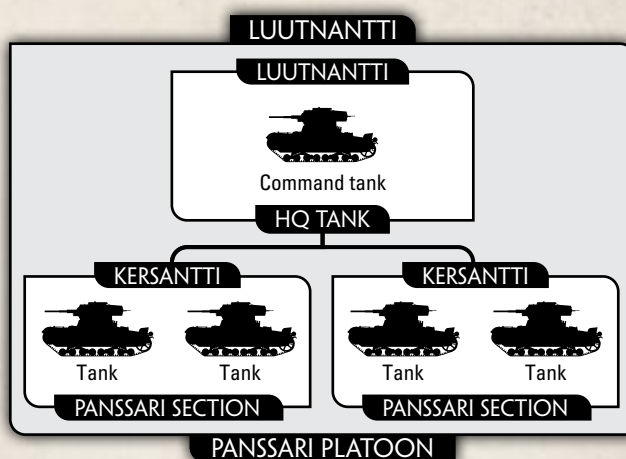 LUUTNANTTI
LUUTNANTTI
Command tank
HQ TANK
KERSANTTI KERSANTTI
Tank Tank Tank Tank
PANSSARI SECTION PANSSARI SECTION
PANSSARI PLATOON